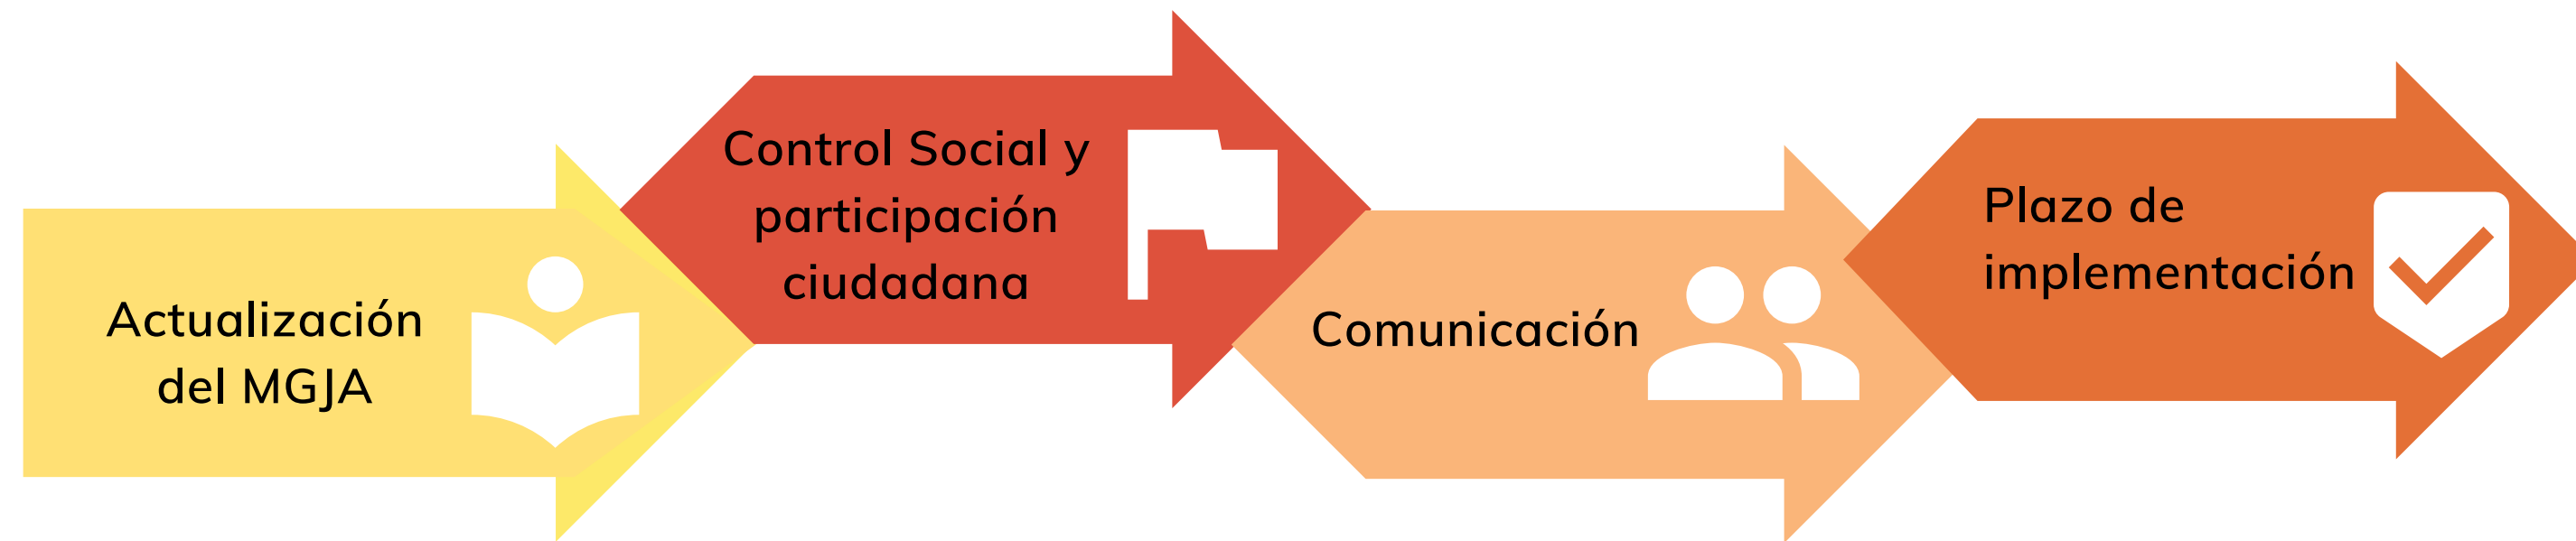 Actualización
del MGJA
Control Social y
participación
ciudadana
Comunicación
Plazo de
implementación